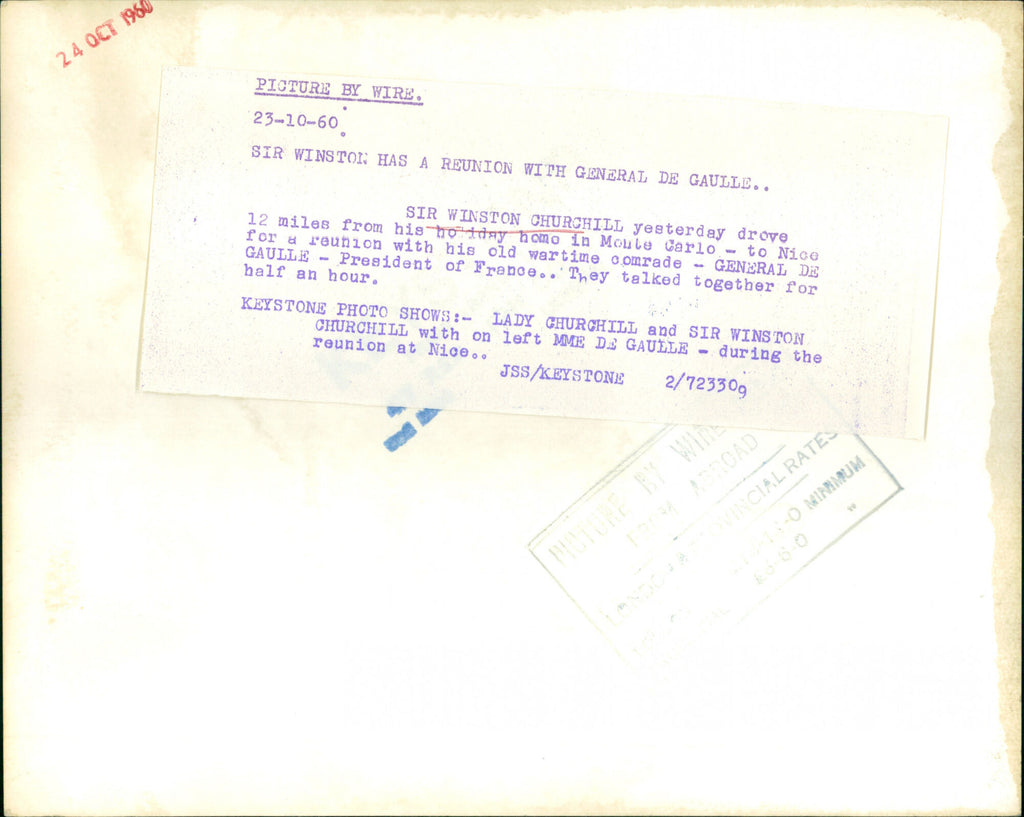 24 OCT 1960
PICTURE BY WIRE.
23-10-60.
SIR WINSTON HAS A REUNION WITH GENERAL DE GAULLE..
SIR WINSTON CHURCHILL yesterday drove
12 miles from his holiday home in Monte Carlo - to Nice
for a reunion with his old wartime comrade - GENERAL DE
GAULLE - President of France.. They talked together for
half an hour.
KEYSTONE PHOTO SHOWS:- LADY CHURCHILL and SIR WINSTON
CHURCHILL with on left MME DE GAULLE - during the
reunion at Nice..
JSS/KEYSTONE 2/72330g
PICTURE BY WIRE
FROM ABROAD
PROVINCIAL RATES
MINIMUM
"